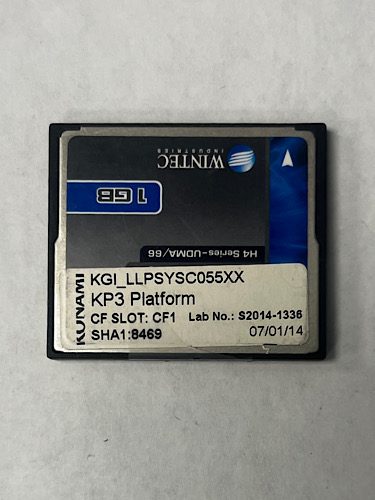 WINTEC
INDUSTRIES
1 GB
H4 Series-UDMA/66
KONAMI
KGI_LLPSYSC055XX
KP3 Platform
CF SLOT: CF1 Lab No.: S2014-1336
SHA1:8469 07/01/14